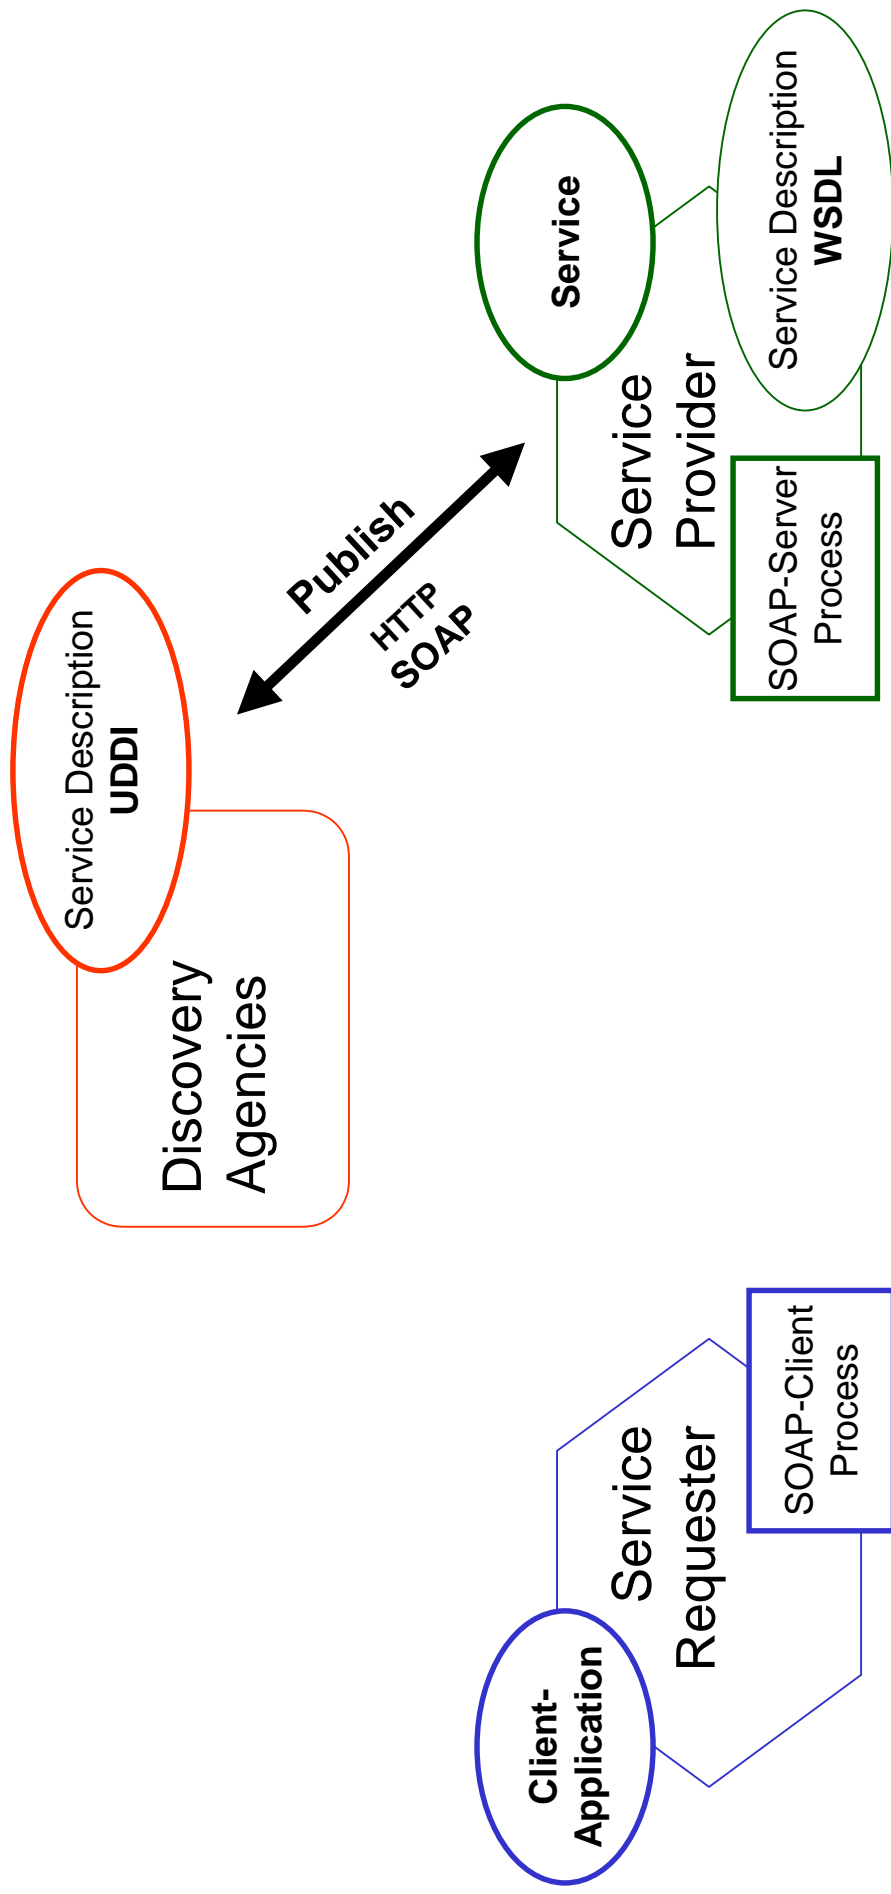 Service Description
UDDI
Discovery
Agencies
Publish
HTTP
SOAP
Client-
Application
Service
Requester
SOAP-Client
Process
Service
Service
Provider
SOAP-Server
Process
Service Description
WSDL